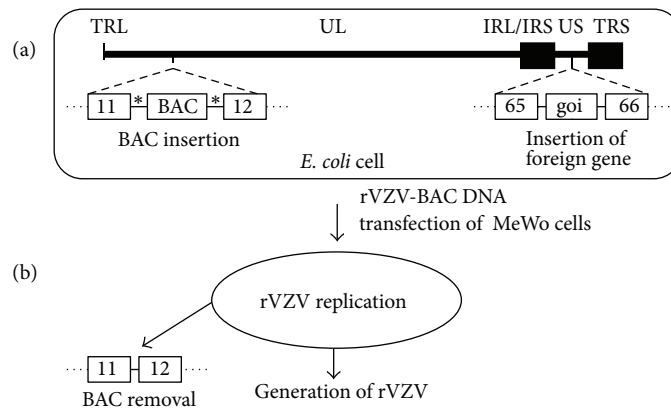 (a)
TRL UL IRL/IRS US TRS
11 * BAC * 12 65 goi 66
BAC insertion
Insertion of
foreign gene
E. coli cell
rVZV-BAC DNA
transfection of MeWo cells
(b)
rVZV replication
11 12
BAC removal
Generation of rVZV